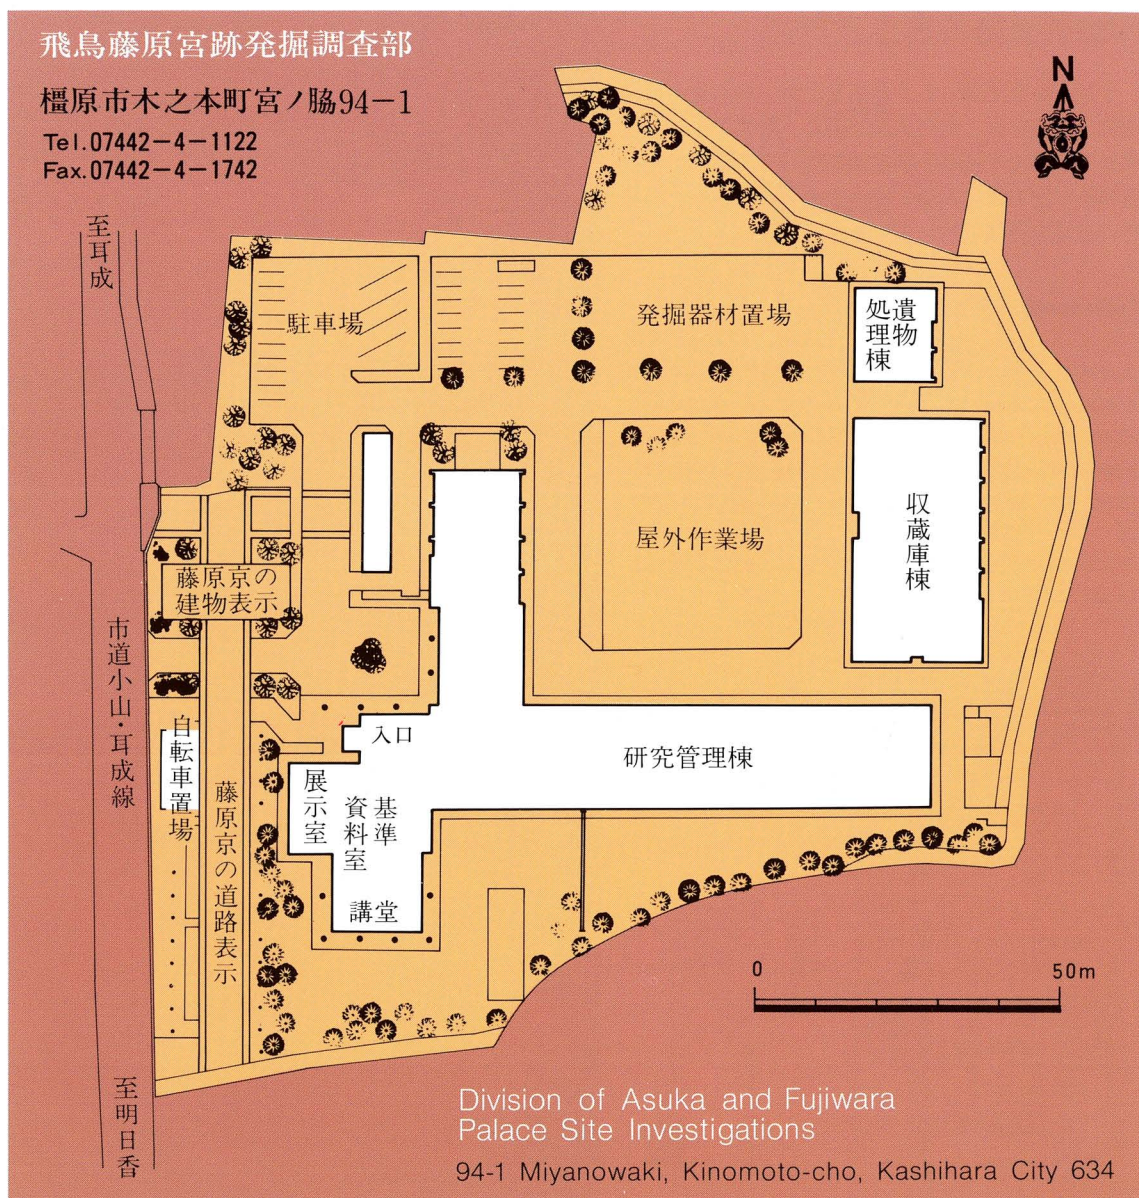 飛鳥藤原宮跡発掘調査部
橿原市木之本町宮ノ脇94-1
Tel.07442-4-1122
Fax.07442-4-1742
N
至耳成
駐車場
発掘器材置場
遺物
処理棟
収蔵庫棟
屋外作業場
藤原京の
建物表示
市道小山・耳成線
自転車置場
藤原京の道路表示
入口
研究管理棟
展示室
基準
資料室
講堂
0
50m
至明日香
Division of Asuka and Fujiwara
Palace Site Investigations
94-1 Miyanowaki, Kinomoto-cho, Kashihara City 634